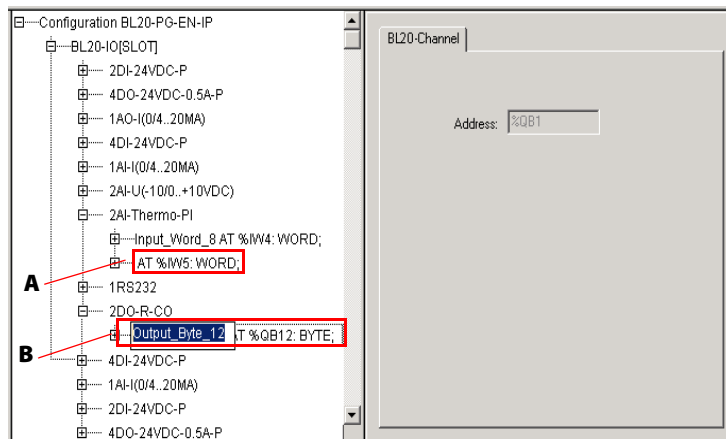 Configuration BL20-PG-EN-IP
BL20-IO[SLOT]
2DI-24VDC-P
4DO-24VDC-0.5A-P
1AO-I(0/4..20MA)
4DI-24VDC-P
1AI-I(0/4..20MA)
2AI-U(-10/0..+10VDC)
2AI-Thermo-PI
Input_Word_8 AT %IW4: WORD;
A
AT %IW5: WORD;
1RS232
2DO-R-CO
B
Output_Byte_12 AT %QB12: BYTE;
4DI-24VDC-P
1AI-I(0/4..20MA)
2DI-24VDC-P
4DO-24VDC-0.5A-P
BL20-Channel
Address: %QB1